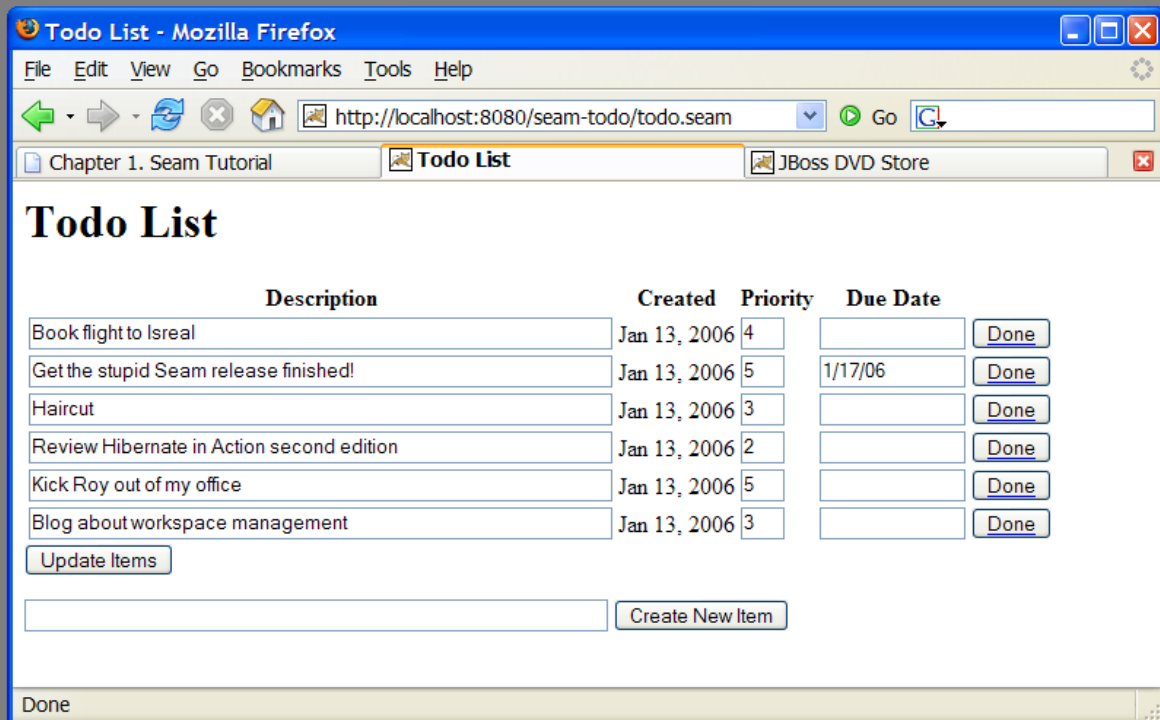 Todo List - Mozilla Firefox
File Edit View Go Bookmarks Tools Help
http://localhost:8080/seam-todo/todo.seam Go G
Chapter 1. Seam Tutorial Todo List JBoss DVD Store
Todo List
Description Created Priority Due Date
Book flight to Isreal Jan 13, 2006 4 Done
Get the stupid Seam release finished! Jan 13, 2006 5 1/17/06 Done
Haircut Jan 13, 2006 3 Done
Review Hibernate in Action second edition Jan 13, 2006 2 Done
Kick Roy out of my office Jan 13, 2006 5 Done
Blog about workspace management Jan 13, 2006 3 Done
Update Items
Create New Item
Done